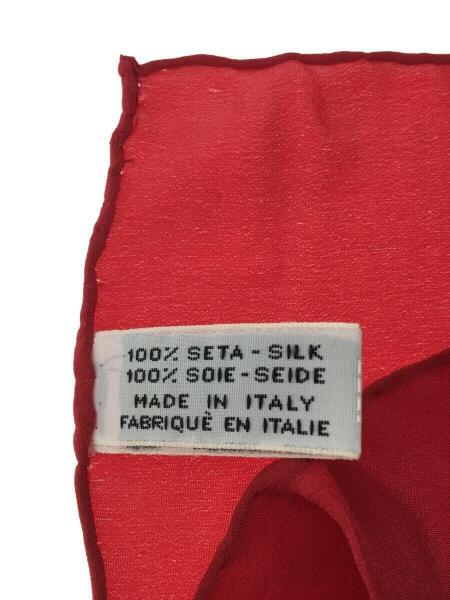 100% SETA - SILK
100% SOIE - SEIDE
MADE IN ITALY
FABRIQUÈ EN ITALIE